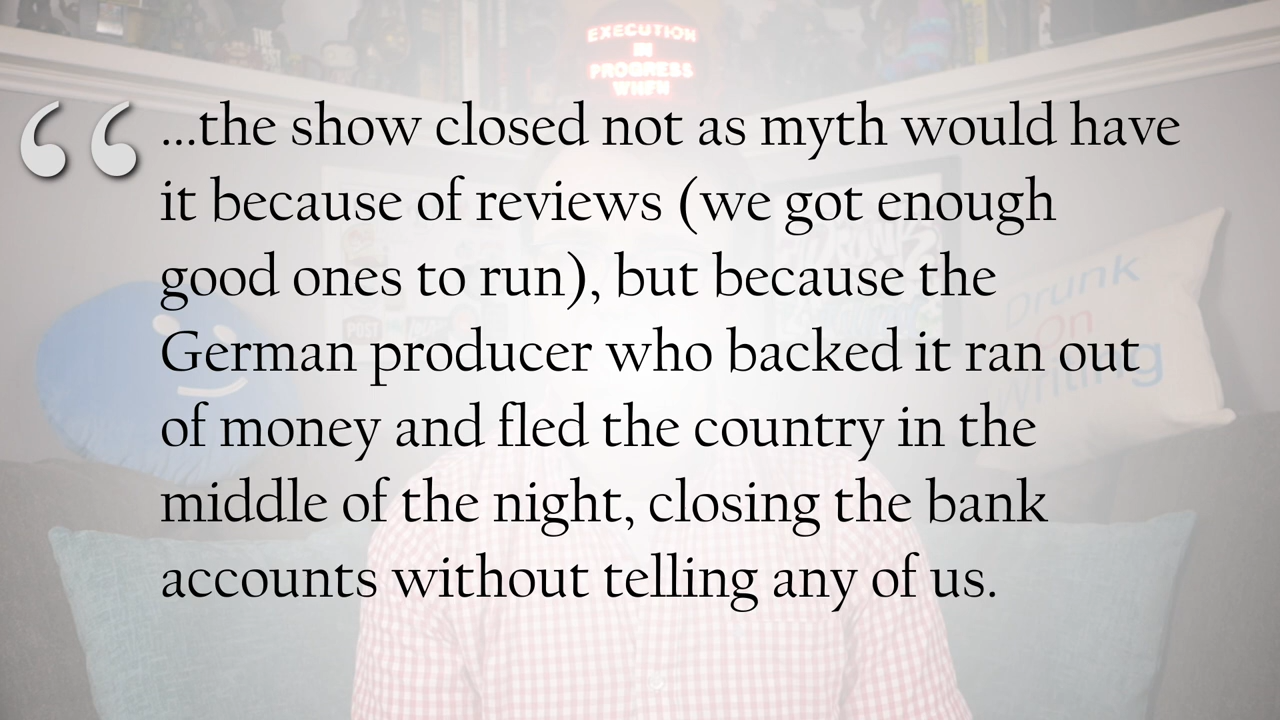 EXECUTION
IN
PROGRESS
WHEN
“
...the show closed not as myth would have
it because of reviews (we got enough
good ones to run), but because the
German producer who backed it ran out
of money and fled the country in the
middle of the night, closing the bank
accounts without telling any of us.
Drunk
On
Writing
POST